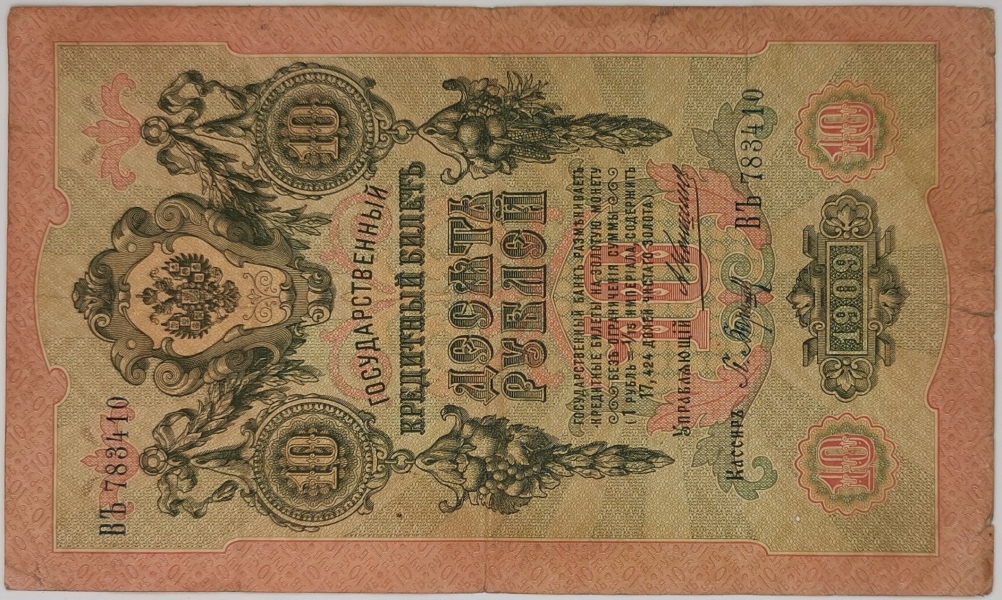 10 10
ВЪ 783410
ГОСУДАРСТВЕННЫЙ
КРЕДИТНЫЙ БИЛЕТЪ
ДЕСЯТЬ
РУБЛЕЙ
ГОСУДАРСТВЕННЫЙ БАНКЪ РАЗМѢНИВАЕТЪ
КРЕДИТНЫЕ БИЛЕТЫ НА ЗОЛОТУЮ МОНЕТУ
БЕЗЪ ОГРАНИЧЕНІЯ СУММЫ
(1 РУБЛЬ = 1/15 ИМПЕРІАЛА, СОДЕРЖИТЪ
17,424 ДОЛЕЙ ЧИСТАГО ЗОЛОТА)
10
УПРАВЛЯЮЩІЙ
Кассиръ
ВЪ 783410
10 1909 10